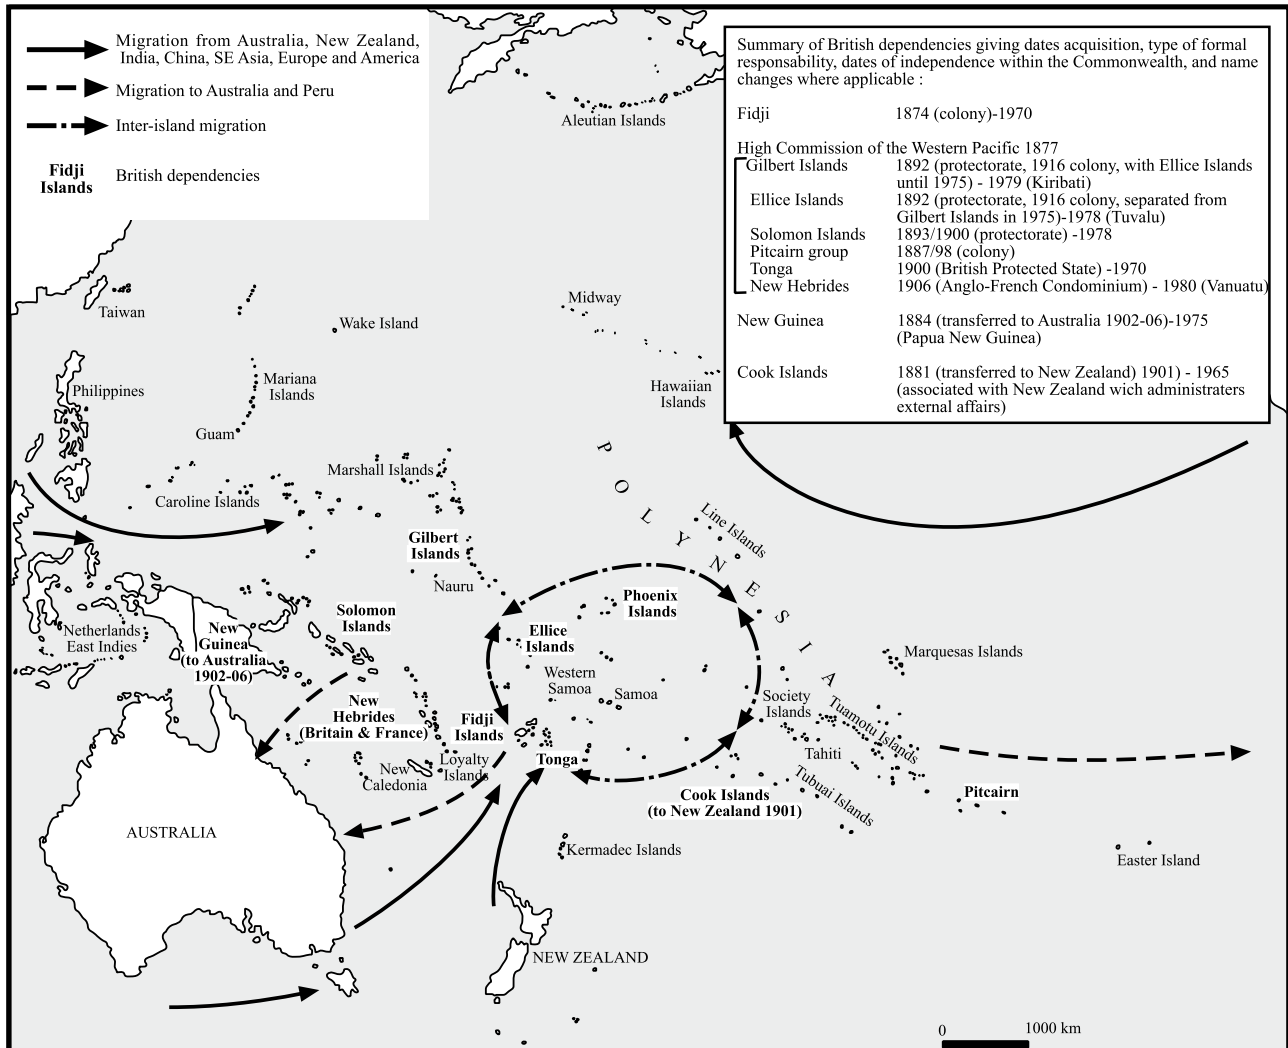 Migration from Australia, New Zealand,
India, China, SE Asia, Europe and America
Migration to Australia and Peru
Inter-island migration
Fidji
Islands
British dependencies
Summary of British dependencies giving dates acquisition, type of formal
responsability, dates of independence within the Commonwealth, and name
changes where applicable :
Fidji 1874 (colony)-1970
High Commission of the Western Pacific 1877
Gilbert Islands 1892 (protectorate, 1916 colony, with Ellice Islands
until 1975) - 1979 (Kiribati)
Ellice Islands 1892 (protectorate, 1916 colony, separated from
Gilbert Islands in 1975)-1978 (Tuvalu)
Solomon Islands 1893/1900 (protectorate) -1978
Pitcairn group 1887/98 (colony)
Tonga 1900 (British Protected State) -1970
New Hebrides 1906 (Anglo-French Condominium) - 1980 (Vanuatu)
New Guinea 1884 (transferred to Australia 1902-06)-1975
(Papua New Guinea)
Cook Islands 1881 (transferred to New Zealand) 1901) - 1965
(associated with New Zealand wich administraters
external affairs)
Aleutian Islands
Taiwan
Wake Island
Midway
Philippines
Mariana
Islands
Hawaiian
Islands
Guam
Marshall Islands
Caroline Islands
POLYNESIA
Line Islands
Gilbert
Islands
Nauru
Phoenix
Islands
Solomon
Islands
Netherlands
East Indies
New
Guinea
(to Australia
1902-06)
Ellice
Islands
Western
Samoa
Samoa
Marquesas Islands
New
Hebrides
(Britain & France)
Fidji
Islands
Society
Islands
Tuamotu Islands
Tahiti
Tonga
Loyalty
Islands
New
Caledonia
Cook Islands
(to New Zealand 1901)
Tubuai Islands
Pitcairn
AUSTRALIA
Kermadec Islands
Easter Island
NEW ZEALAND
0 1000 km